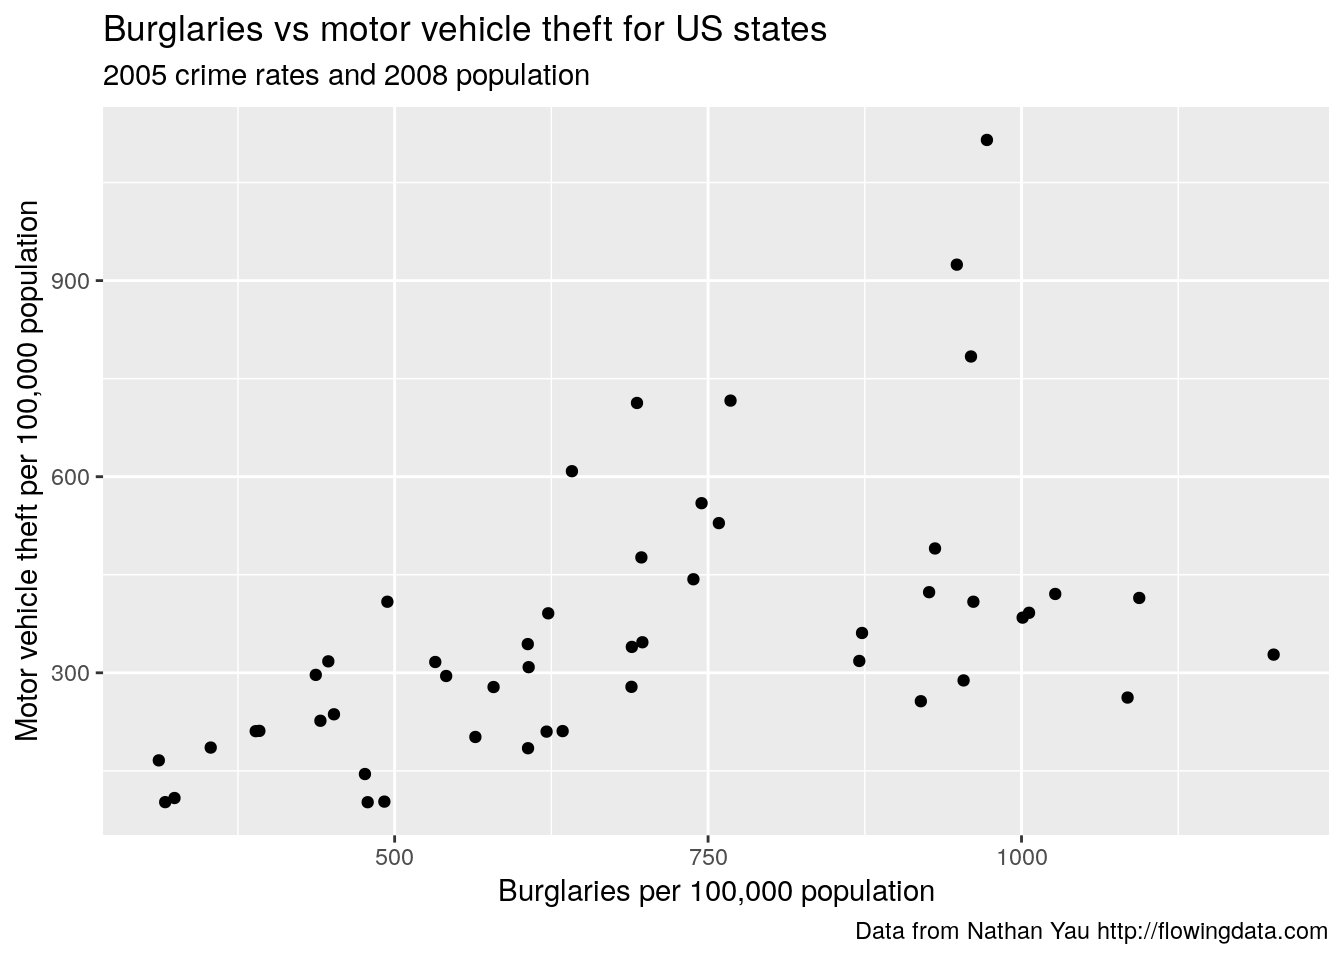 Burglaries vs motor vehicle theft for US states
2005 crime rates and 2008 population
Motor vehicle theft per 100,000 population
900
600
300
500
750
1000
Burglaries per 100,000 population
Data from Nathan Yau http://flowingdata.com